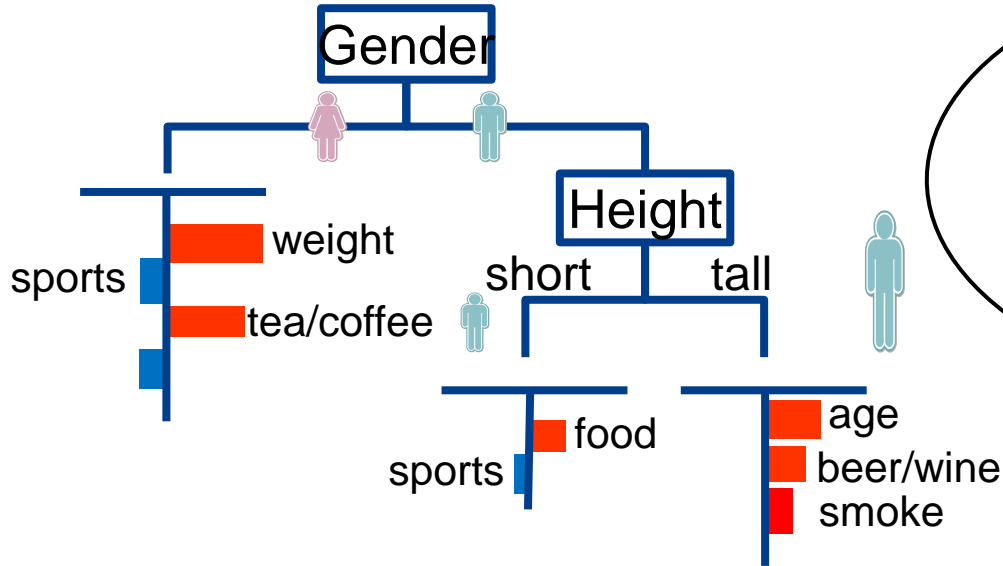 Gender
Height
short
tall
weight
sports
tea/coffee
food
sports
age
beer/wine
smoke